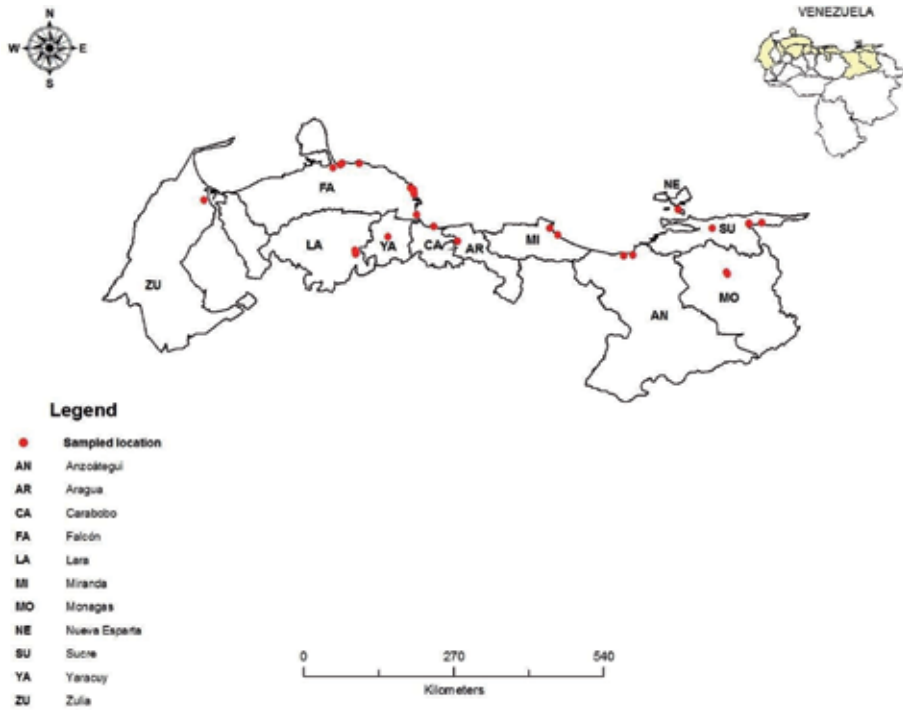 VENEZUELA
N
W E
S
NE
FA
SU
LA
YA
CA
AR
MI
ZU
AN
MO
Legend
Sampled location
AN Anzoátegui
AR Aragua
CA Carabobo
FA Falcón
LA Lara
MI Miranda
MO Monagas
NE Nueva Esparta
SU Sucre
YA Yaracuy
ZU Zulia
0 270 540
Kilometers